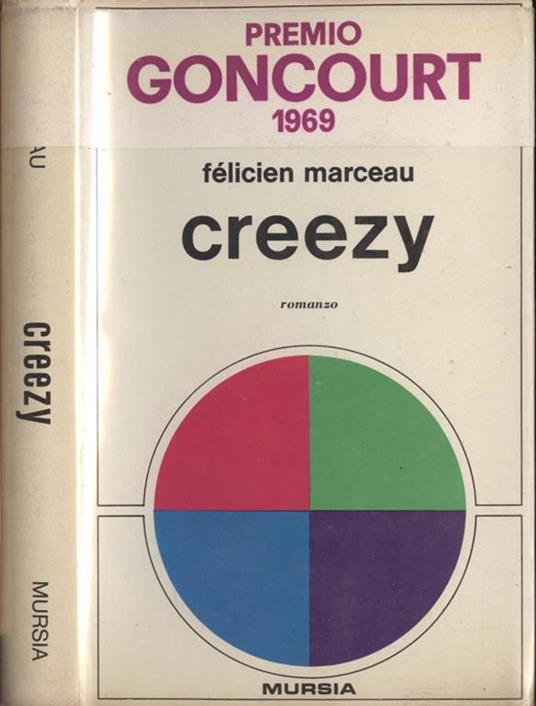 PREMIO
GONCOURT
1969
félicien marceau
creezy
romanzo
MURSIA
AU
creezy
MURSIA